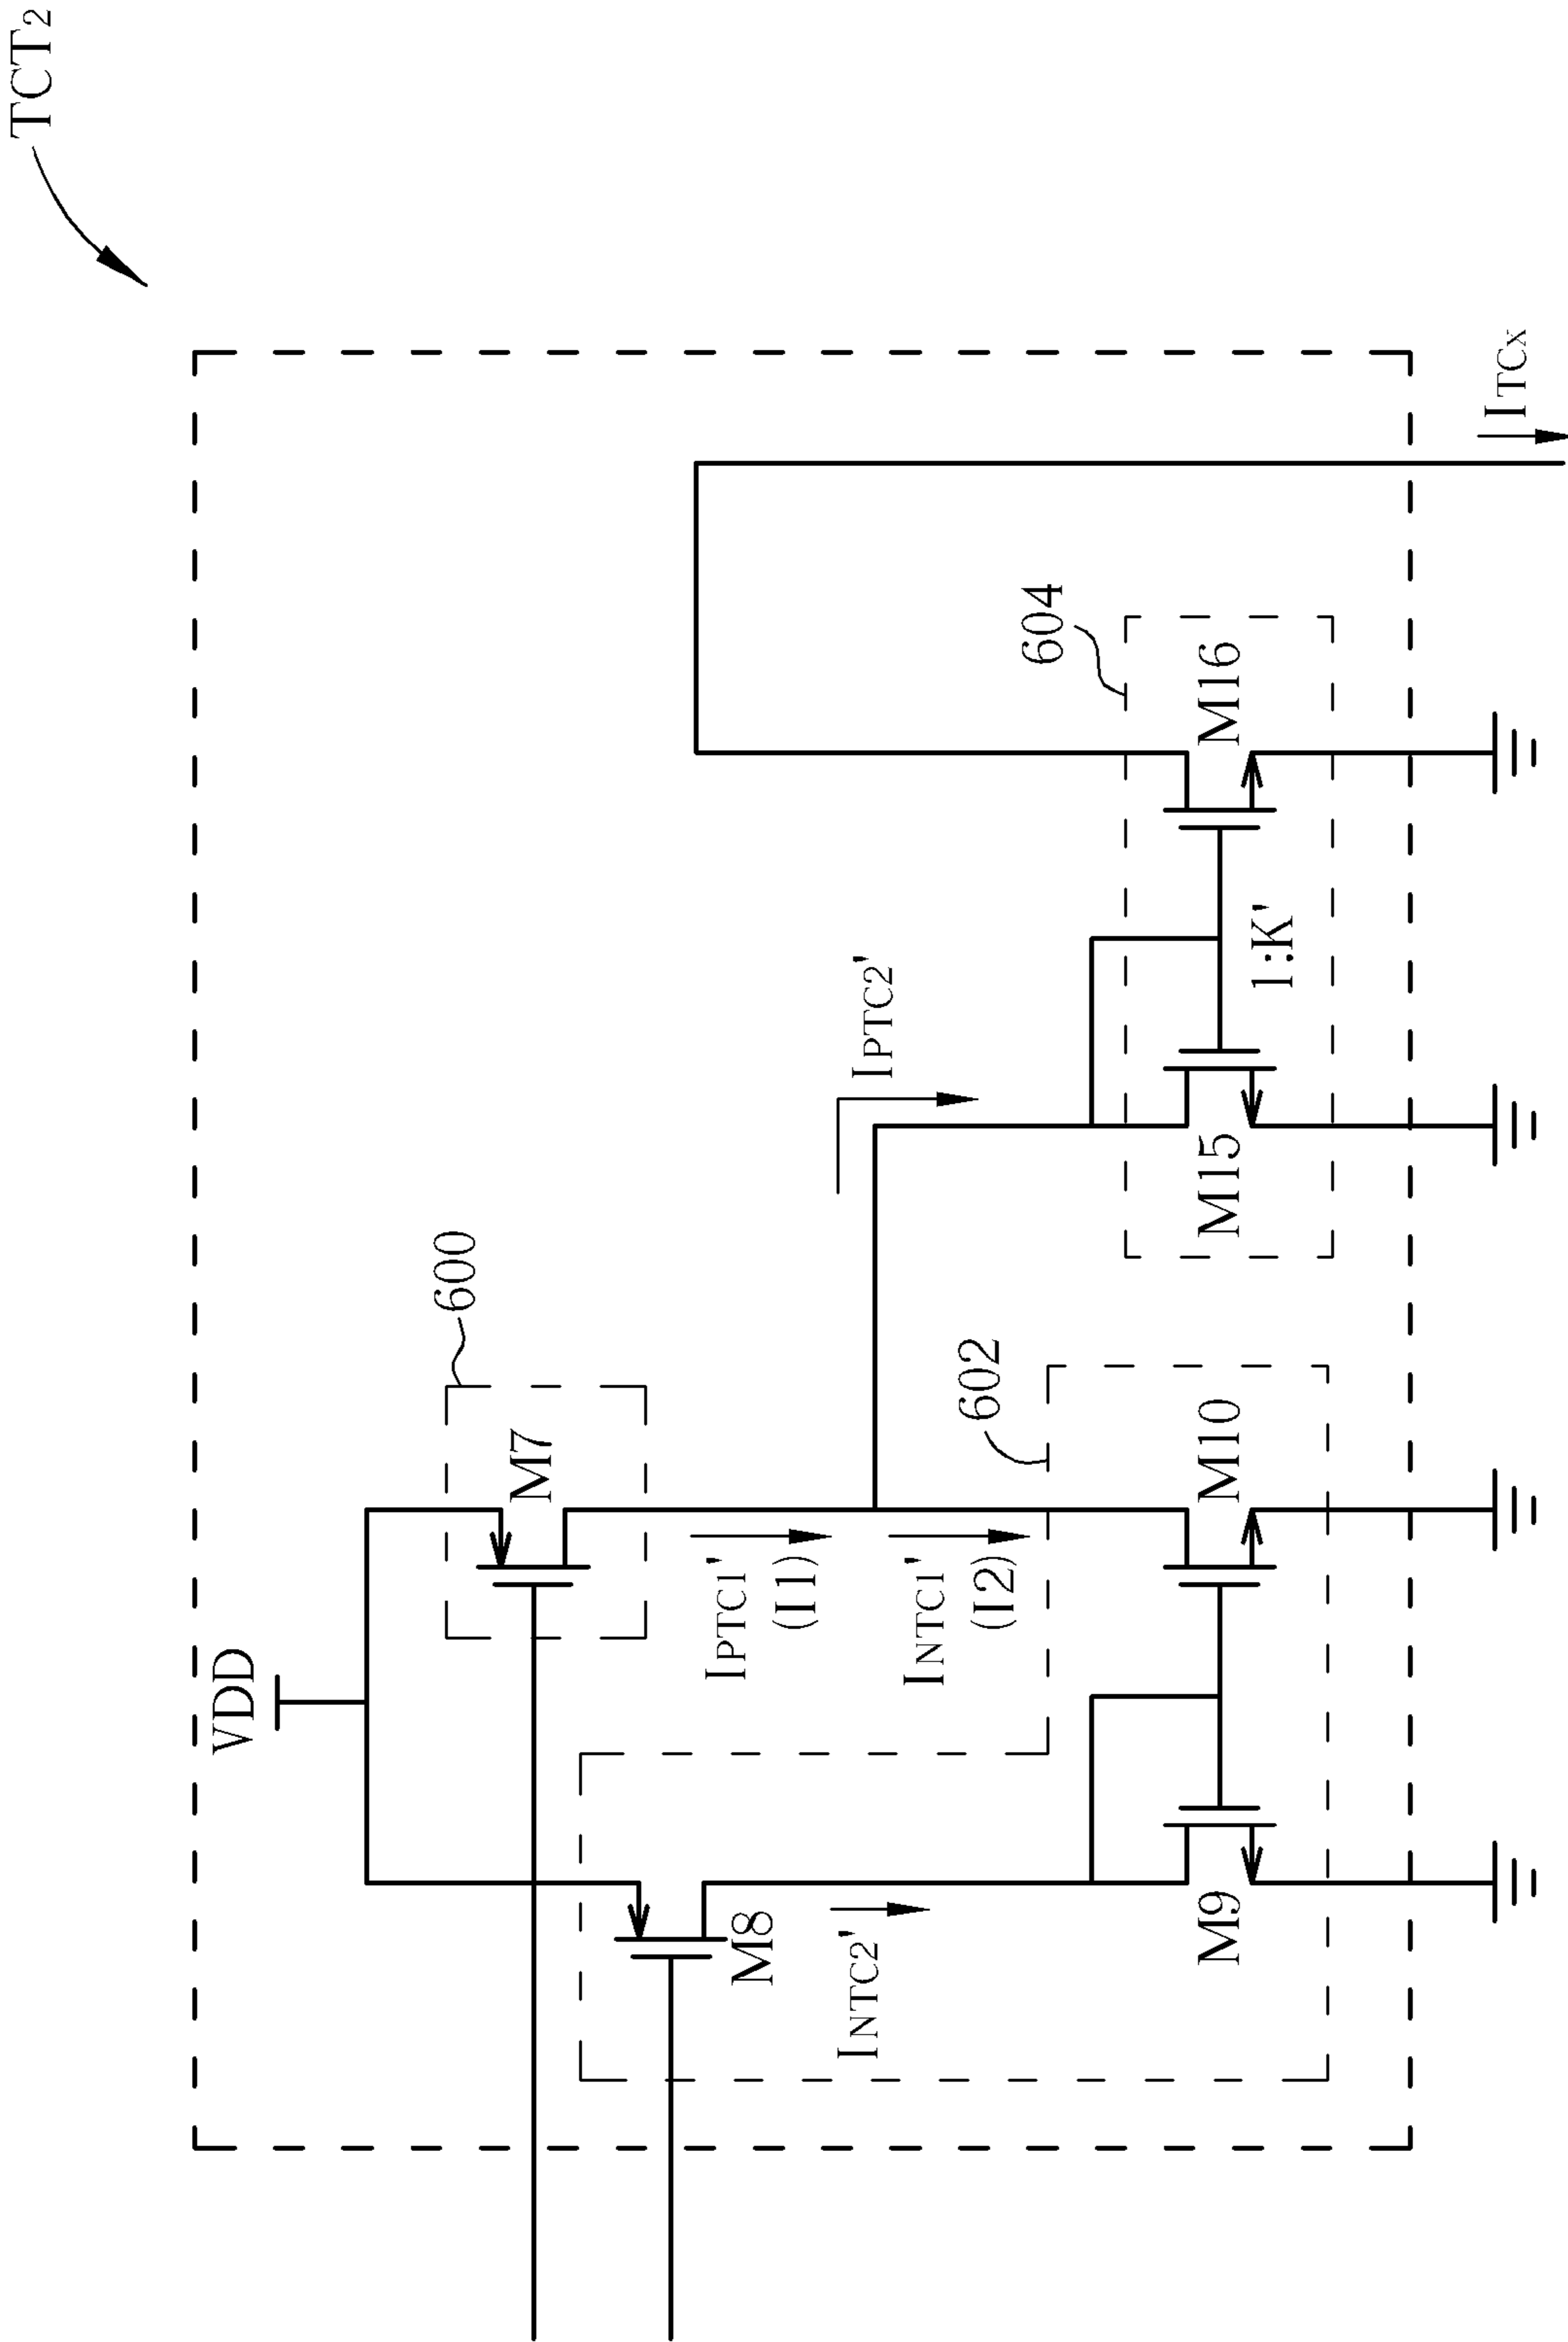 TCT2
VDD
600
M7
M8
IPTC1'
(I1)
INTC2'
INTC1'
(I2)
IPTC2'
602
604
M9
M10
M15
M16
1:K'
ITCx